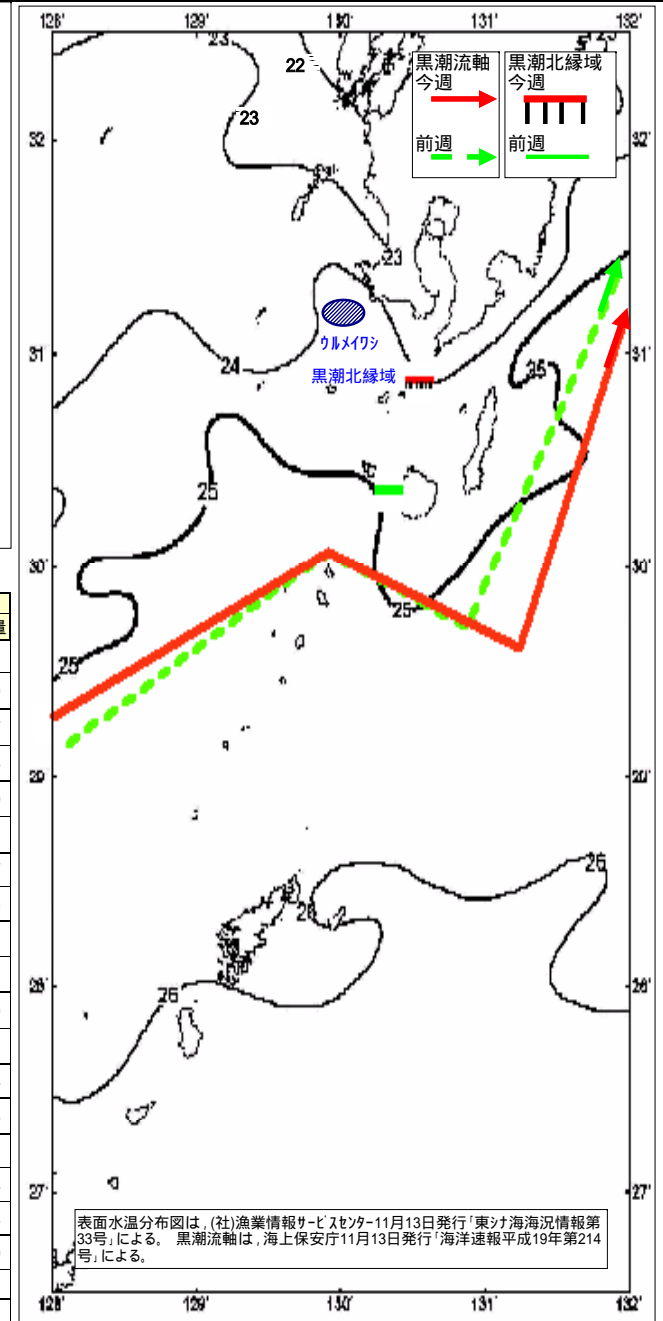 128° 129° 130° 131° 132°
黒潮流軸
今週
前週
黒潮北縁域
今週
前週
23
22
23
32
23
31
24
ウルメイワシ
黒潮北縁域
25
25
30
25
25
29
26
26
28
26
27
表面水温分布図は,(社)漁業情報サービスセンター11月13日発行「東シナ海海況情報第
33号」による。 黒潮流軸は,海上保安庁11月13日発行「海洋速報平成19年第214
号」による。
129° 131° 132°